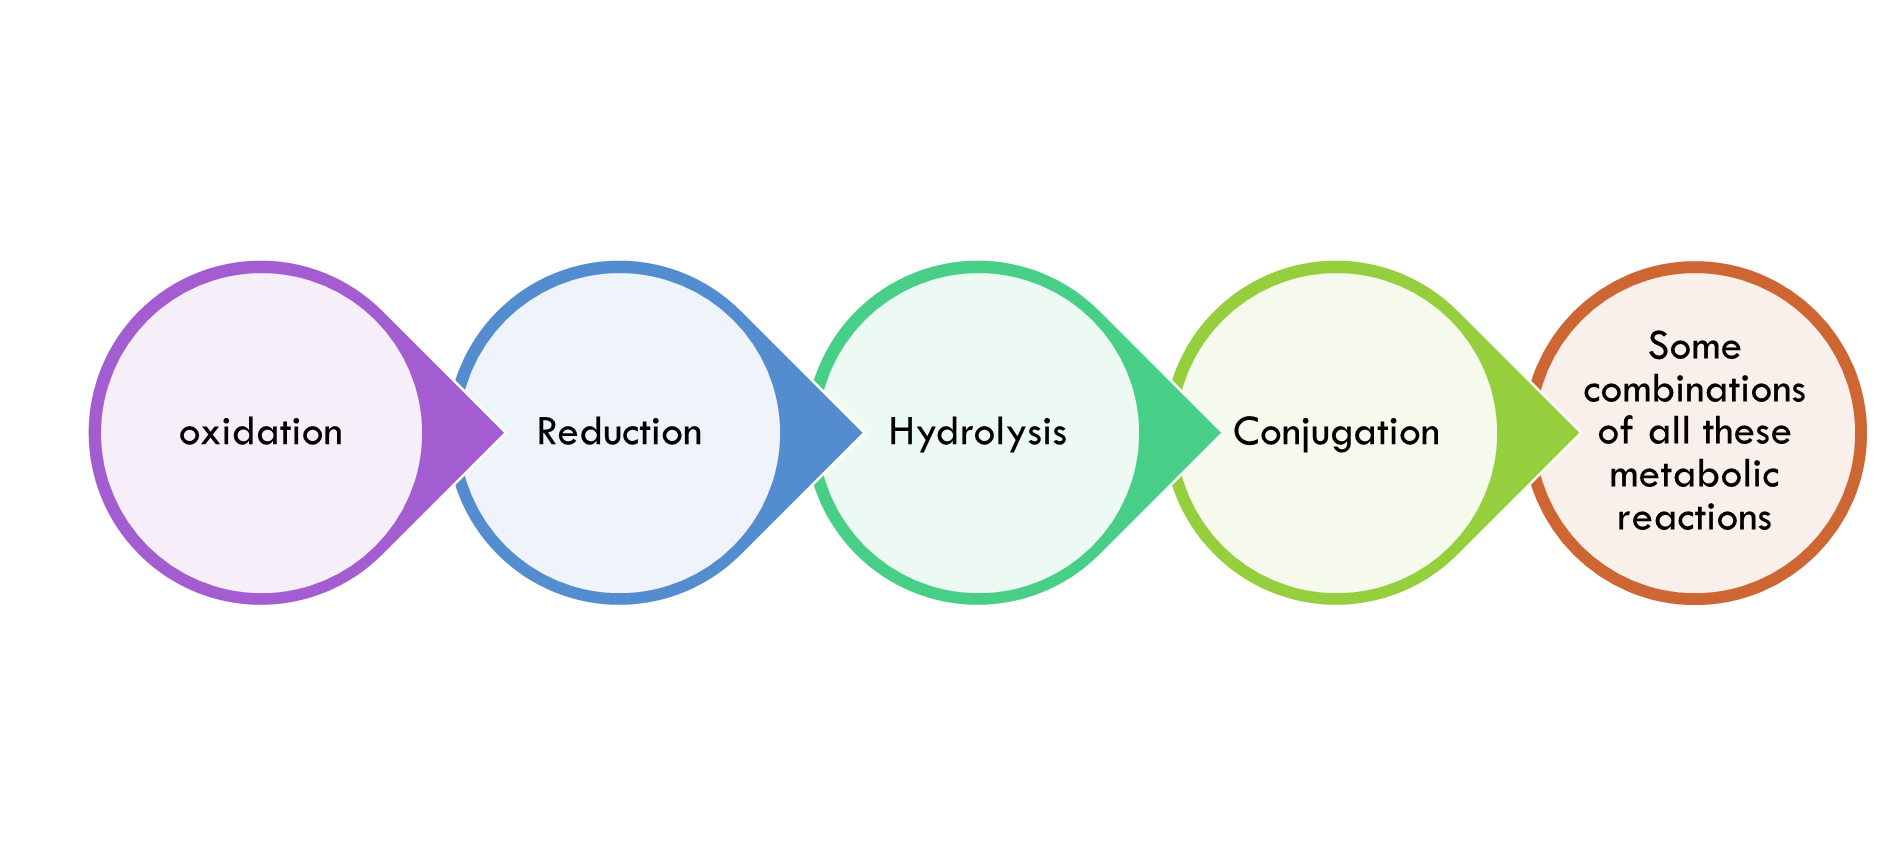 oxidation
Reduction
Hydrolysis
Conjugation
Some
combinations
of all these
metabolic
reactions